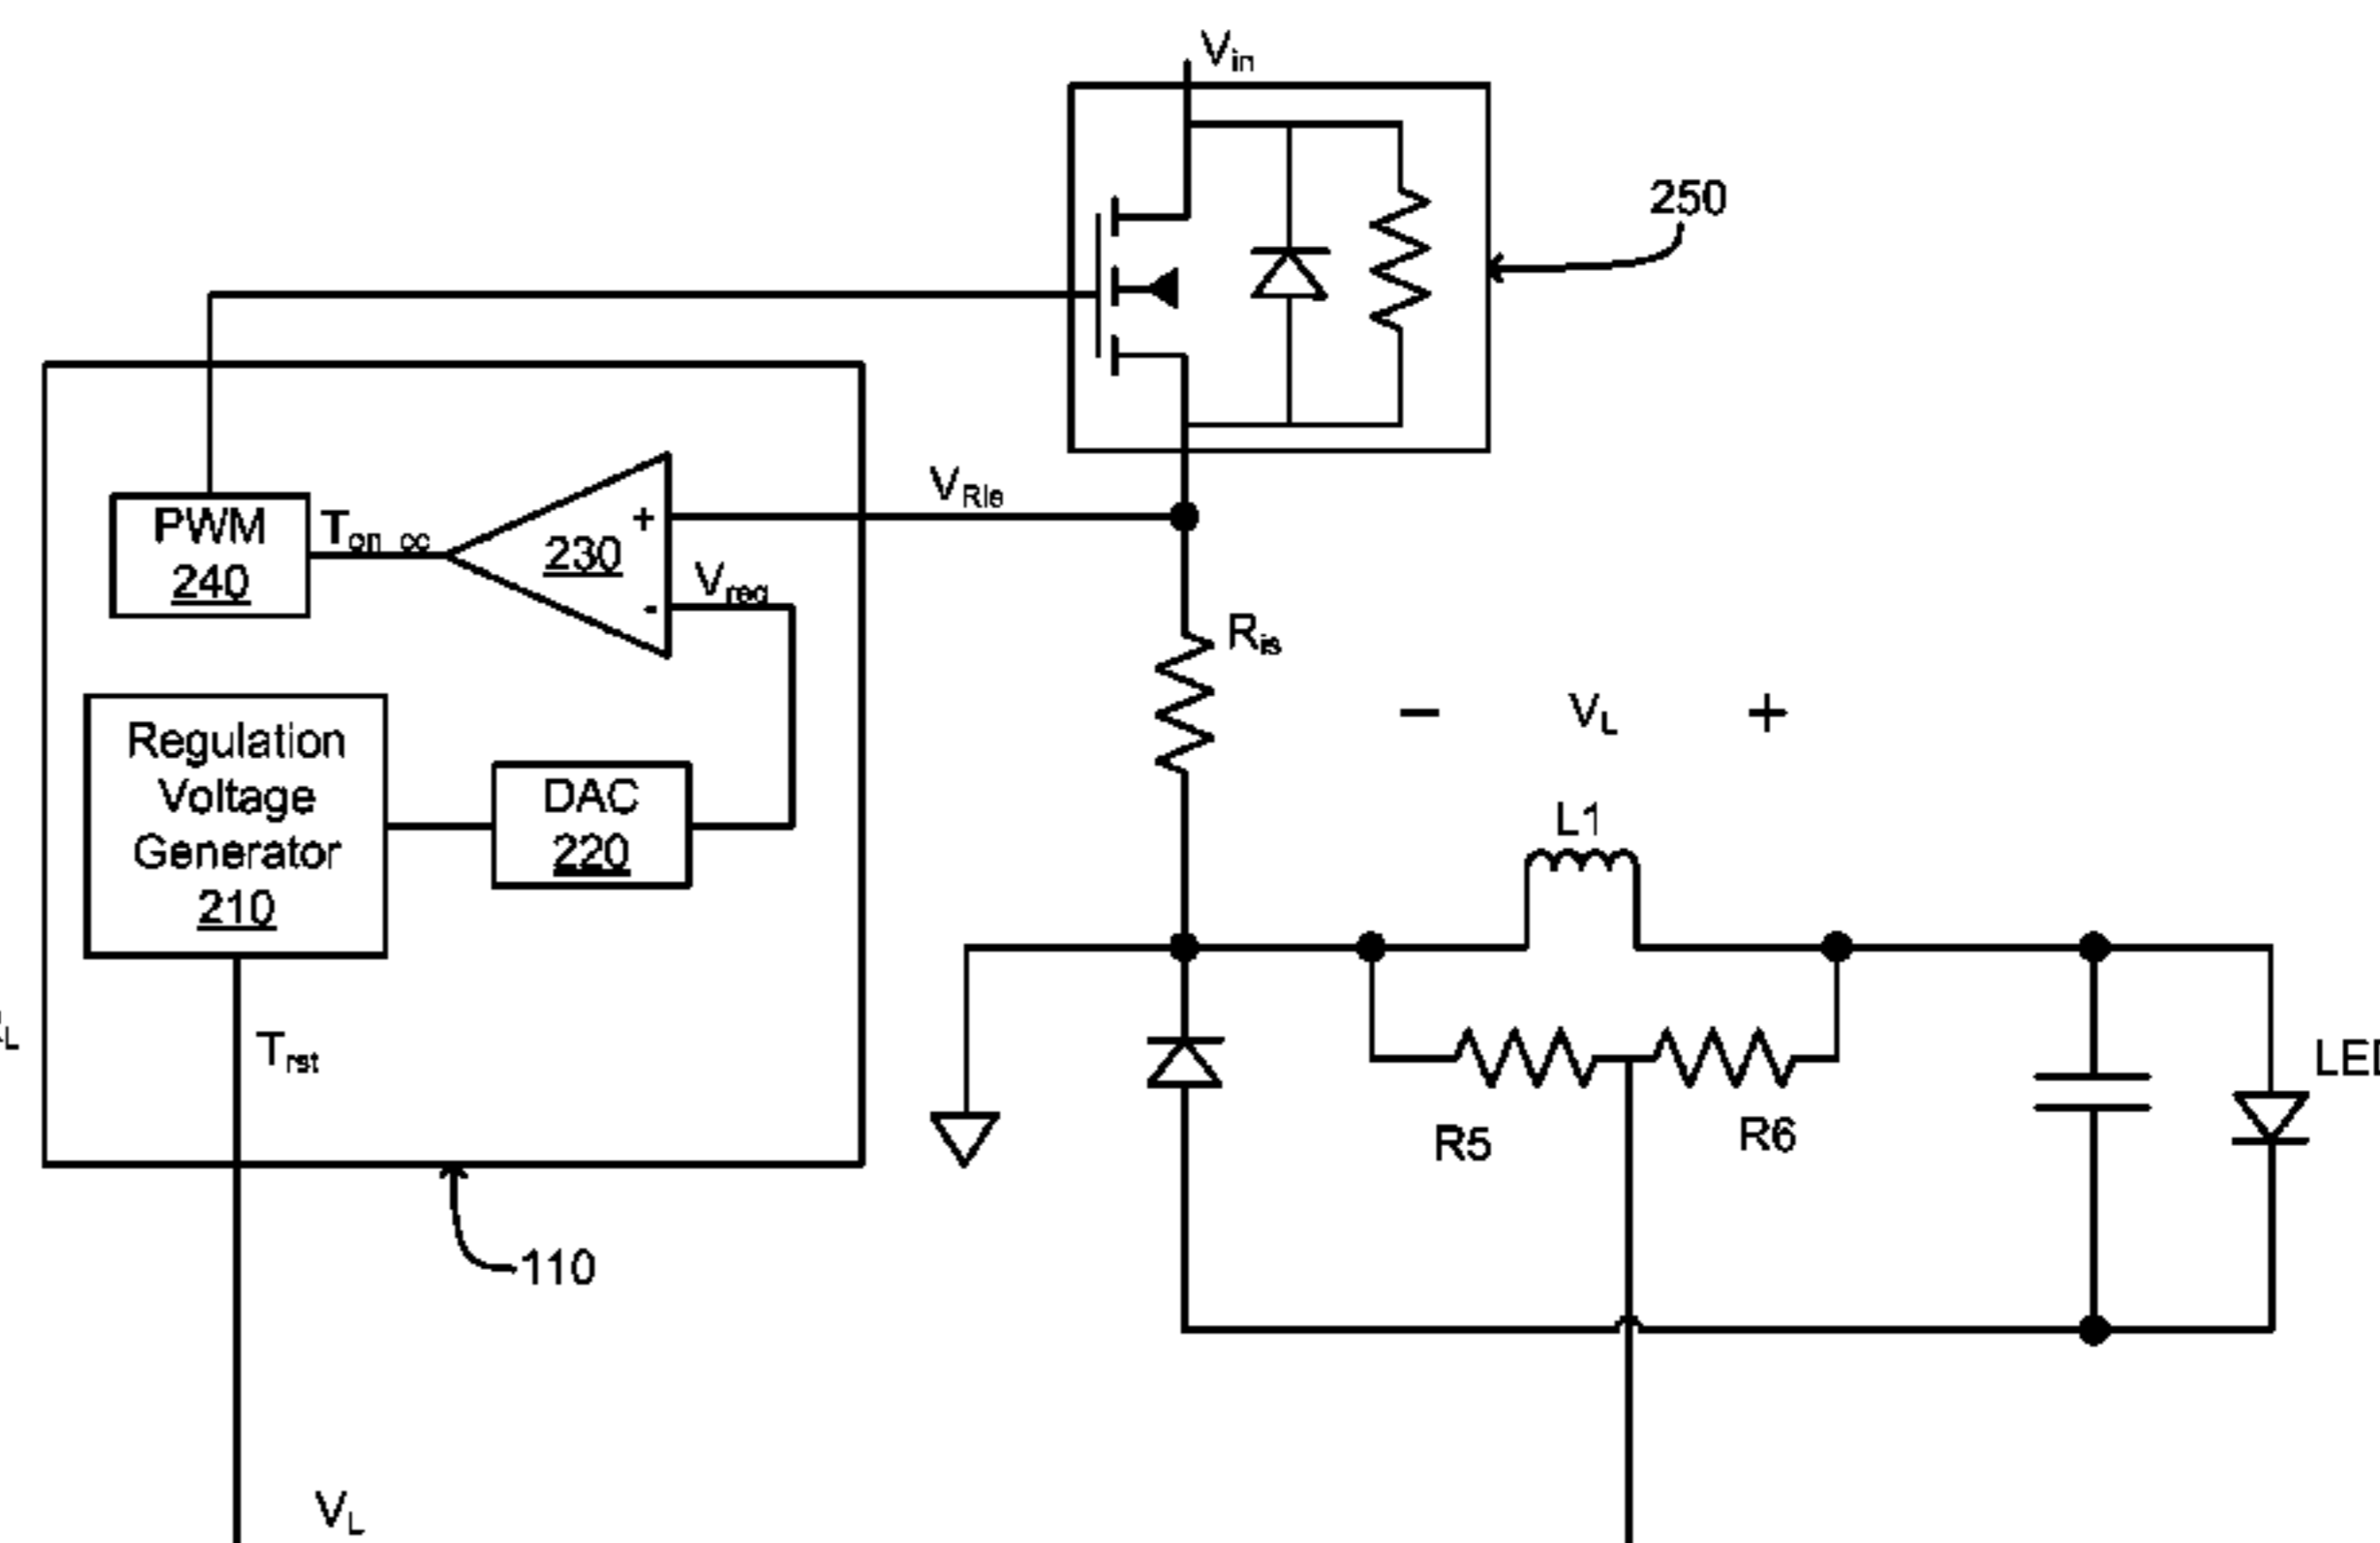 Vin
250
VRIs
PWM
240
Ton_cc
+
230
-
Vreg
Ris
- VL +
Regulation
Voltage
Generator
210
DAC
220
L1
Trst
R5
R6
LED
110
VL